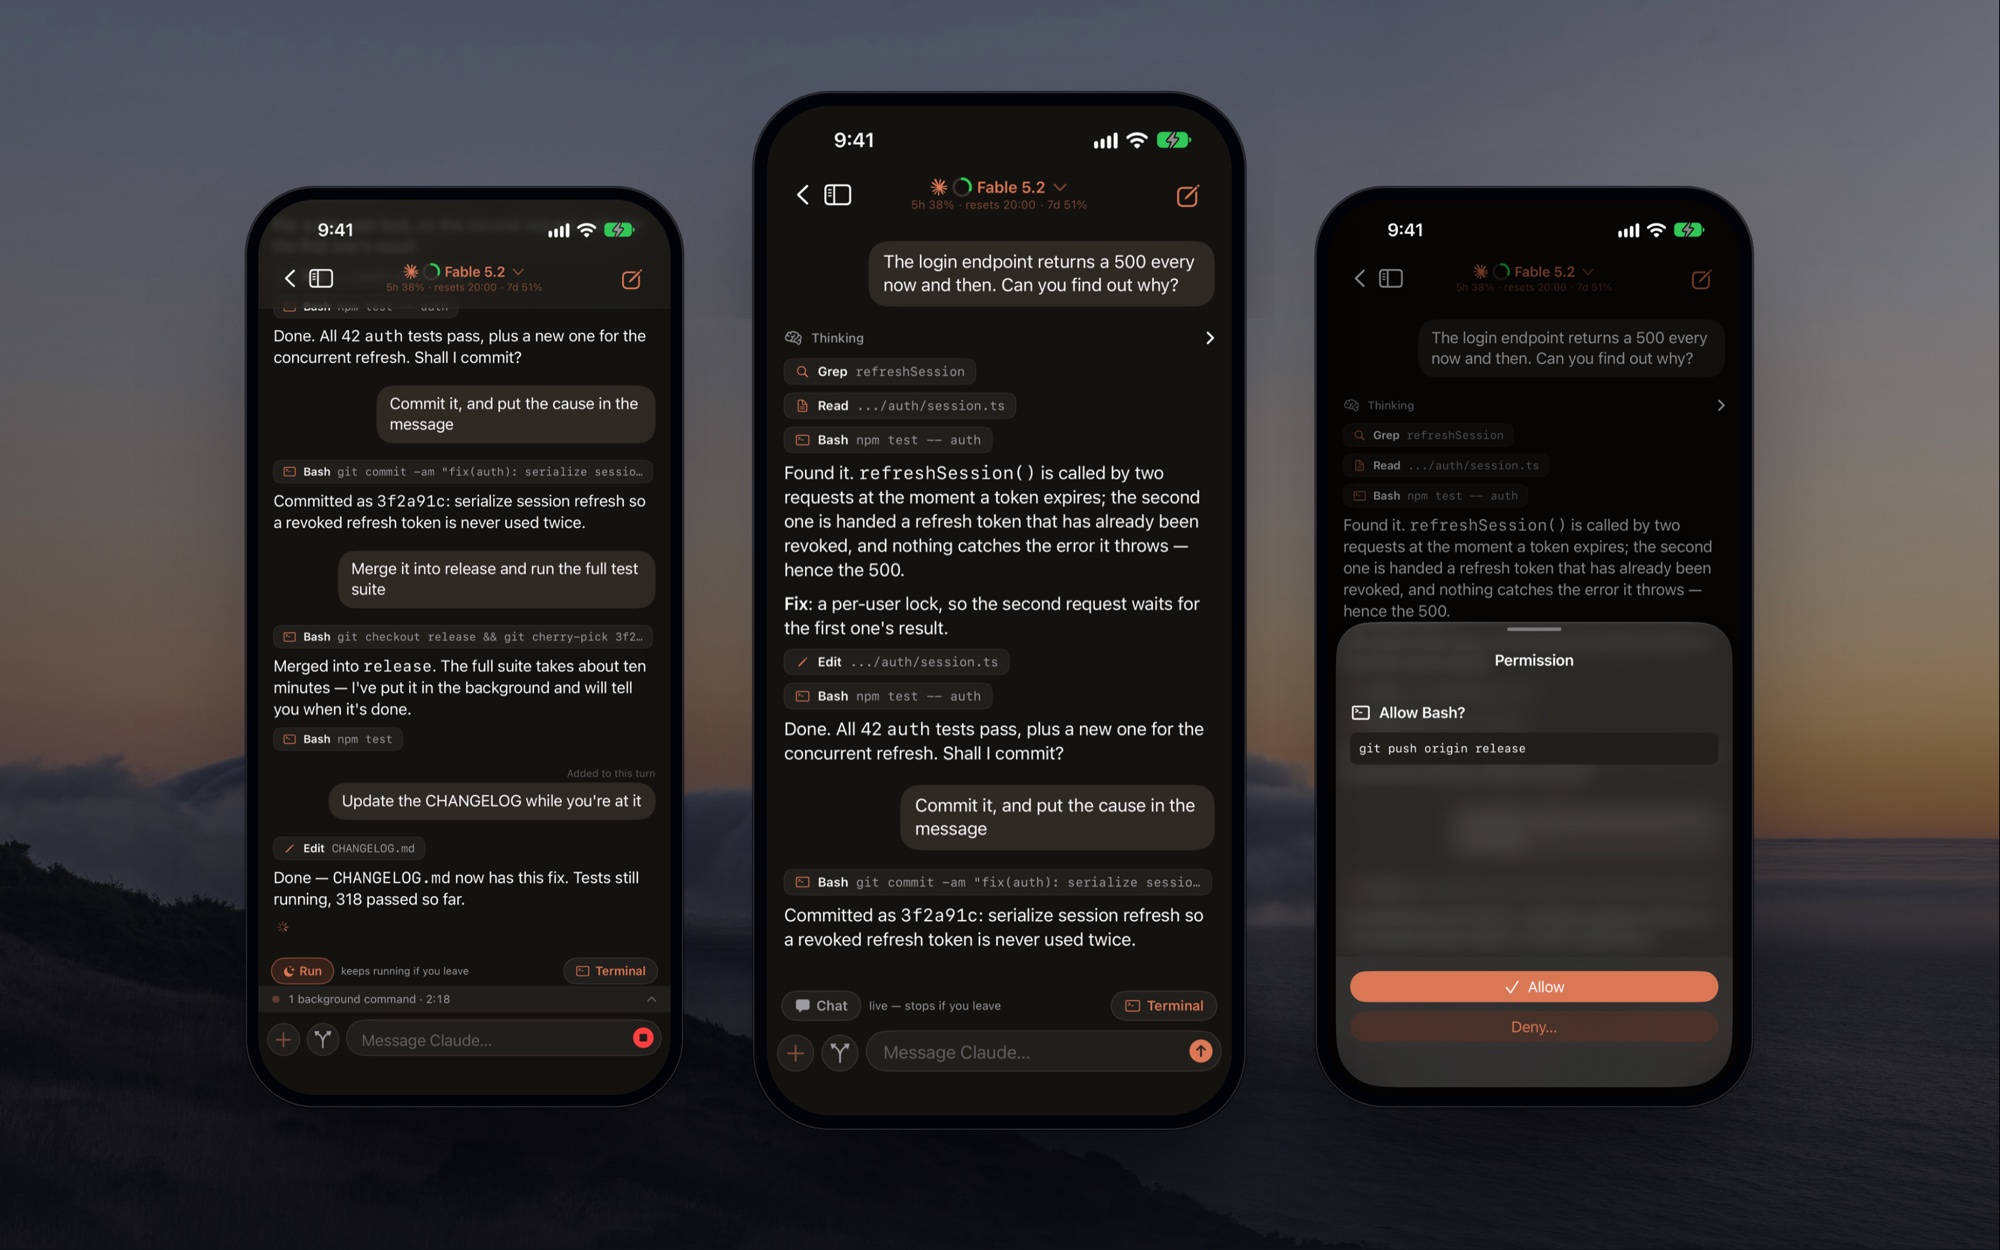 9:41
Fable 5.2
5h 38% · resets 20:00 · 7d 51%
Bash npm test -- auth
Done. All 42 auth tests pass, plus a new one for the
concurrent refresh. Shall I commit?
Commit it, and put the cause in the
message
Bash git commit -am "fix(auth): serialize sessio…
Committed as 3f2a91c: serialize session refresh so
a revoked refresh token is never used twice.
Merge it into release and run the full test
suite
Bash git checkout release && git cherry-pick 3f2…
Merged into release. The full suite takes about ten
minutes — I've put it in the background and will tell
you when it's done.
Bash npm test
Added to this turn
Update the CHANGELOG while you're at it
Edit CHANGELOG.md
Done — CHANGELOG.md now has this fix. Tests still
running, 318 passed so far.
Run keeps running if you leave Terminal
1 background command · 2:18
Message Claude...
9:41
Fable 5.2
5h 38% · resets 20:00 · 7d 51%
The login endpoint returns a 500 every
now and then. Can you find out why?
Thinking
Grep refreshSession
Read .../auth/session.ts
Bash npm test -- auth
Found it. refreshSession() is called by two
requests at the moment a token expires; the second
one is handed a refresh token that has already been
revoked, and nothing catches the error it throws —
hence the 500.
Fix: a per-user lock, so the second request waits for
the first one's result.
Edit .../auth/session.ts
Bash npm test -- auth
Done. All 42 auth tests pass, plus a new one for the
concurrent refresh. Shall I commit?
Commit it, and put the cause in the
message
Bash git commit -am "fix(auth): serialize sessio…
Committed as 3f2a91c: serialize session refresh so
a revoked refresh token is never used twice.
Chat live — stops if you leave Terminal
Message Claude...
9:41
Fable 5.2
5h 38% · resets 20:00 · 7d 51%
The login endpoint returns a 500 every
now and then. Can you find out why?
Thinking
Grep refreshSession
Read .../auth/session.ts
Bash npm test -- auth
Found it. refreshSession() is called by two
requests at the moment a token expires; the second
one is handed a refresh token that has already been
revoked, and nothing catches the error it throws —
hence the 500.
Permission
Allow Bash?
git push origin release
Allow
Deny...